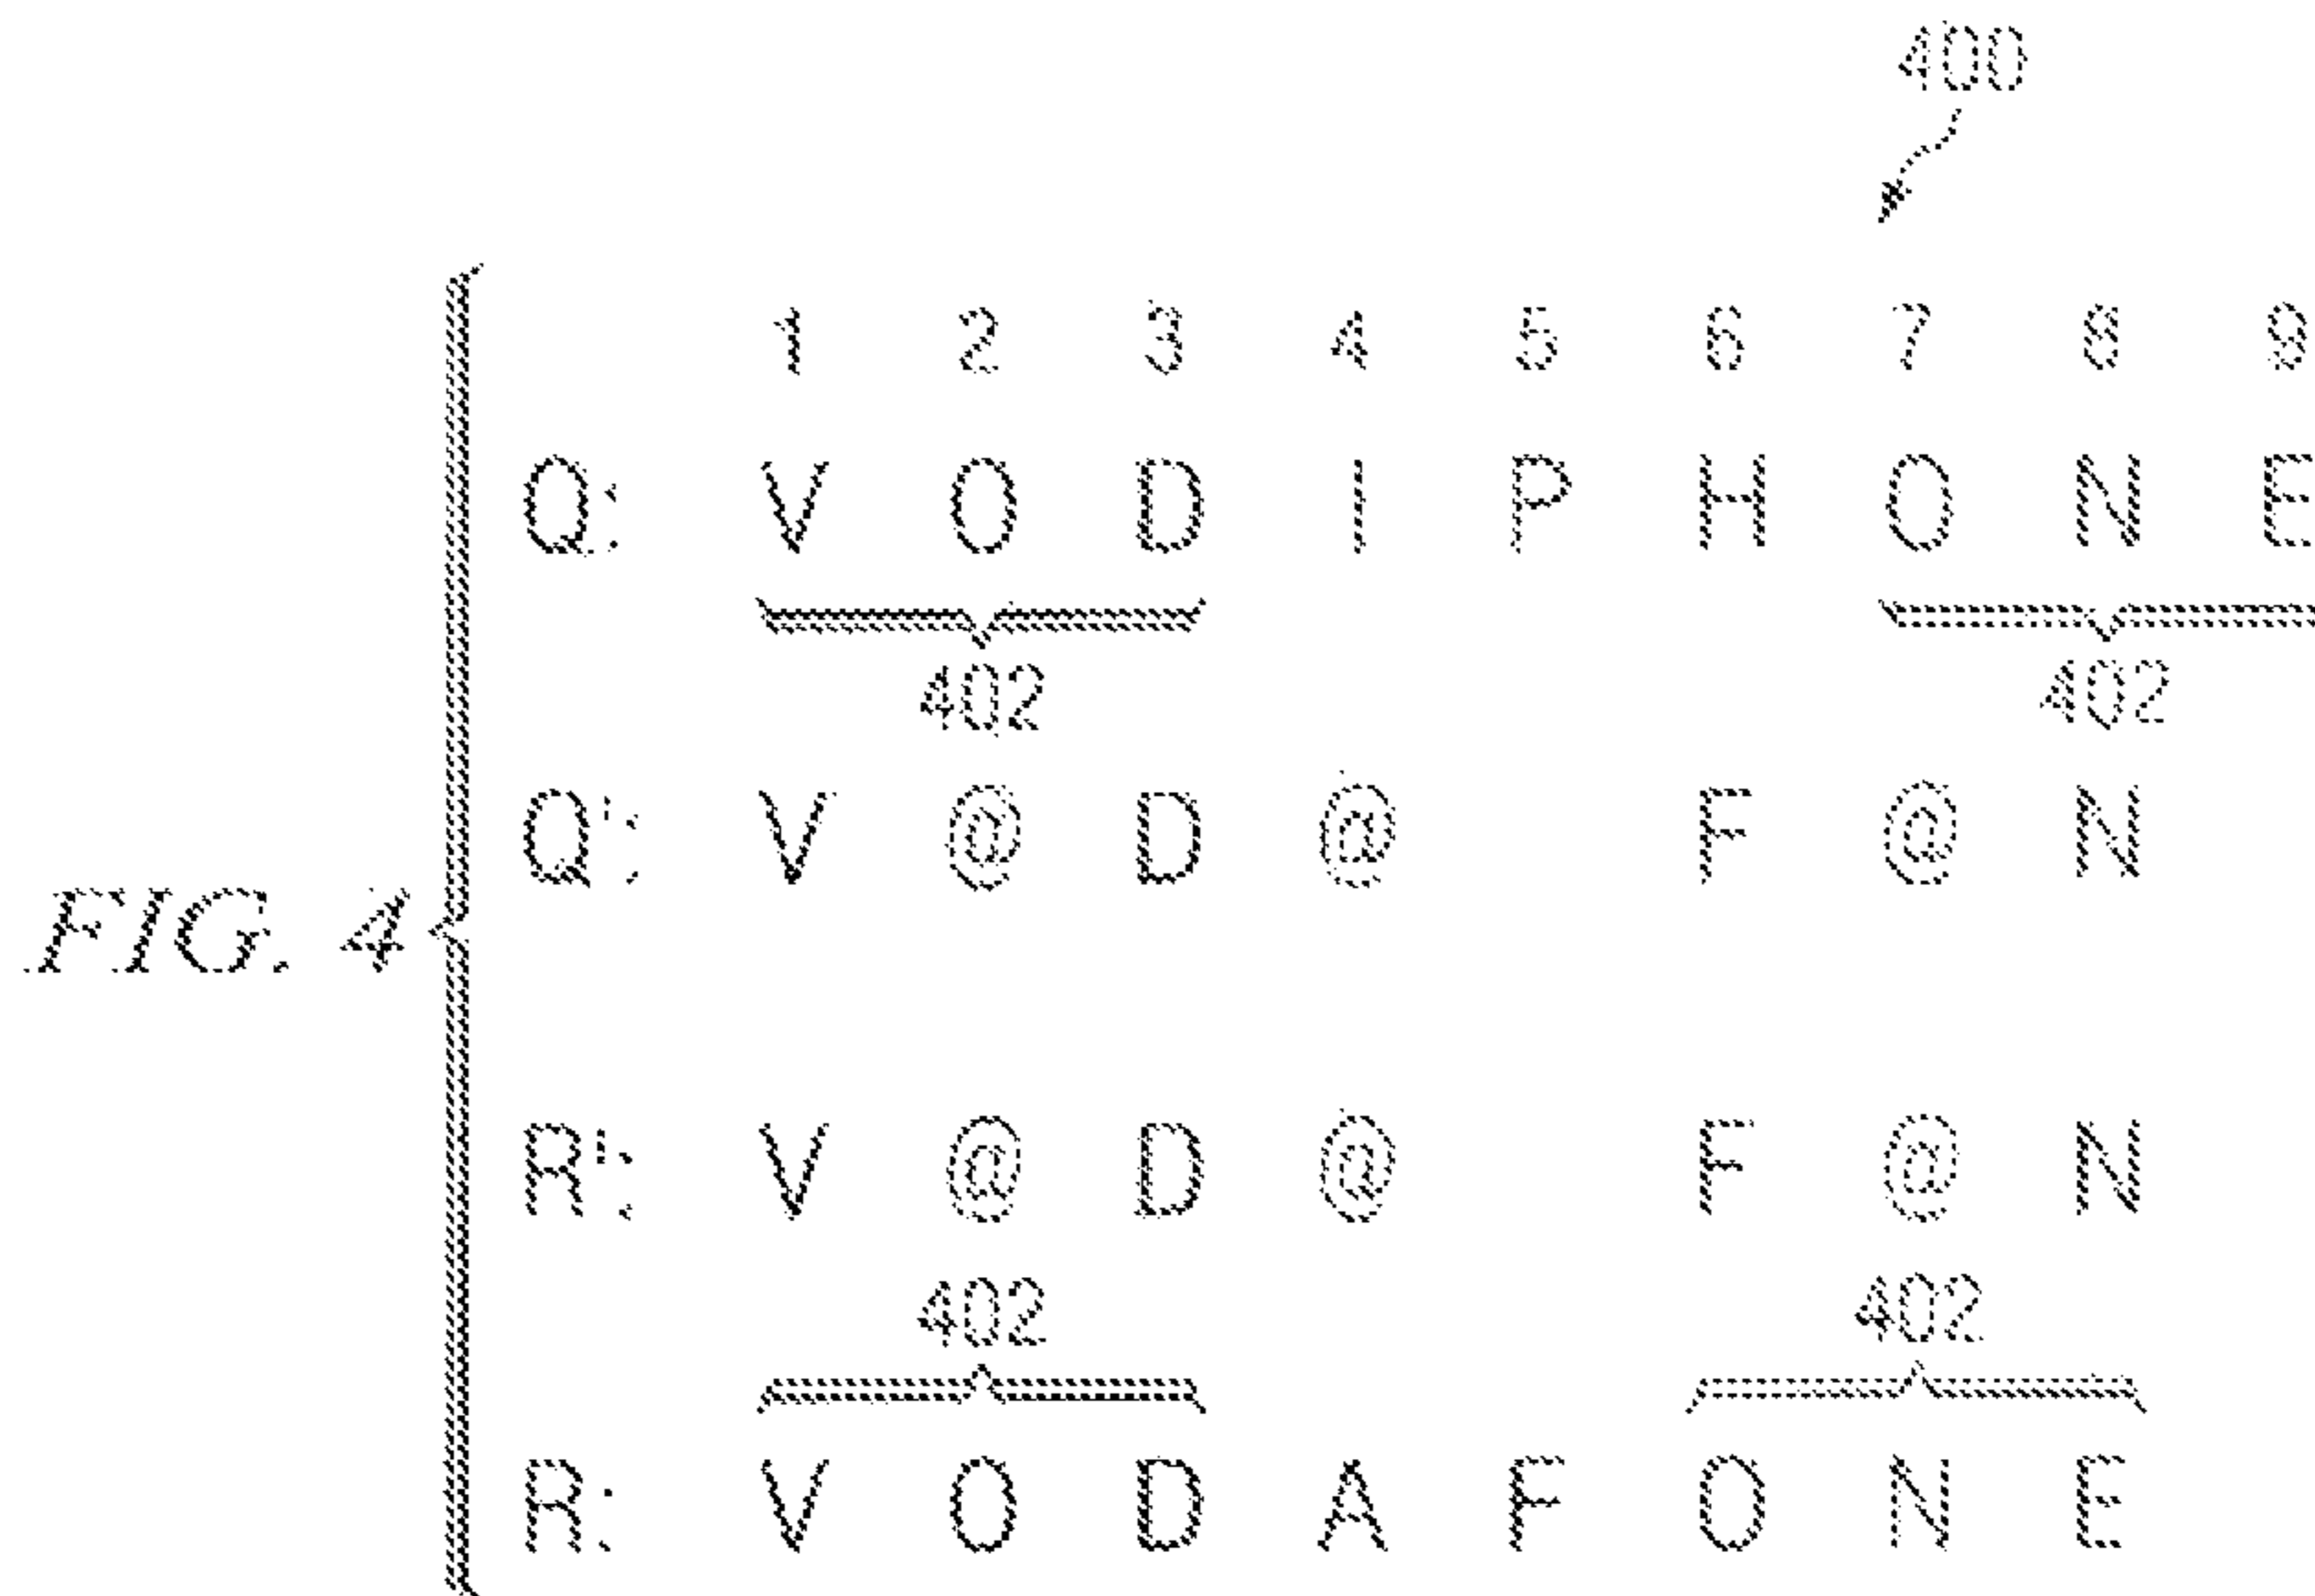 400
1 2 3 4 5 6 7 8 9
Q: V O D I P H O N E
402 402
Q': V @ D @ F @ N
FIG. 4
R': V @ D @ F @ N
402 402
R: V O D A F O N E